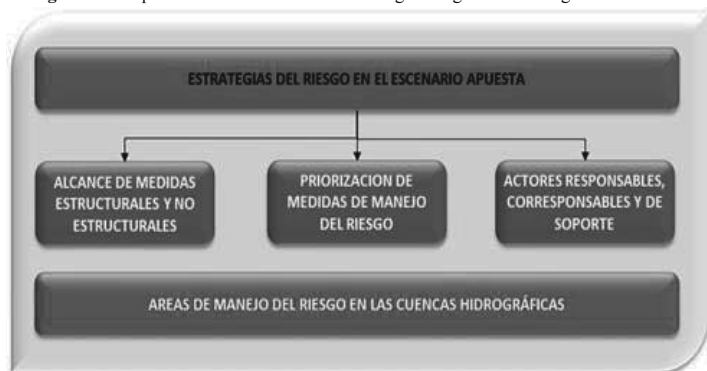 ESTRATEGIAS DEL RIESGO EN EL ESCENARIO APUESTA
ALCANCE DE MEDIDAS
ESTRUCTURALES Y NO
ESTRUCTURALES
PRIORIZACION DE
MEDIDAS DE MANEJO
DEL RIESGO
ACTORES RESPONSABLES,
CORRESPONSABLES Y DE
SOPORTE
AREAS DE MANEJO DEL RIESGO EN LAS CUENCAS HIDROGRÁFICAS